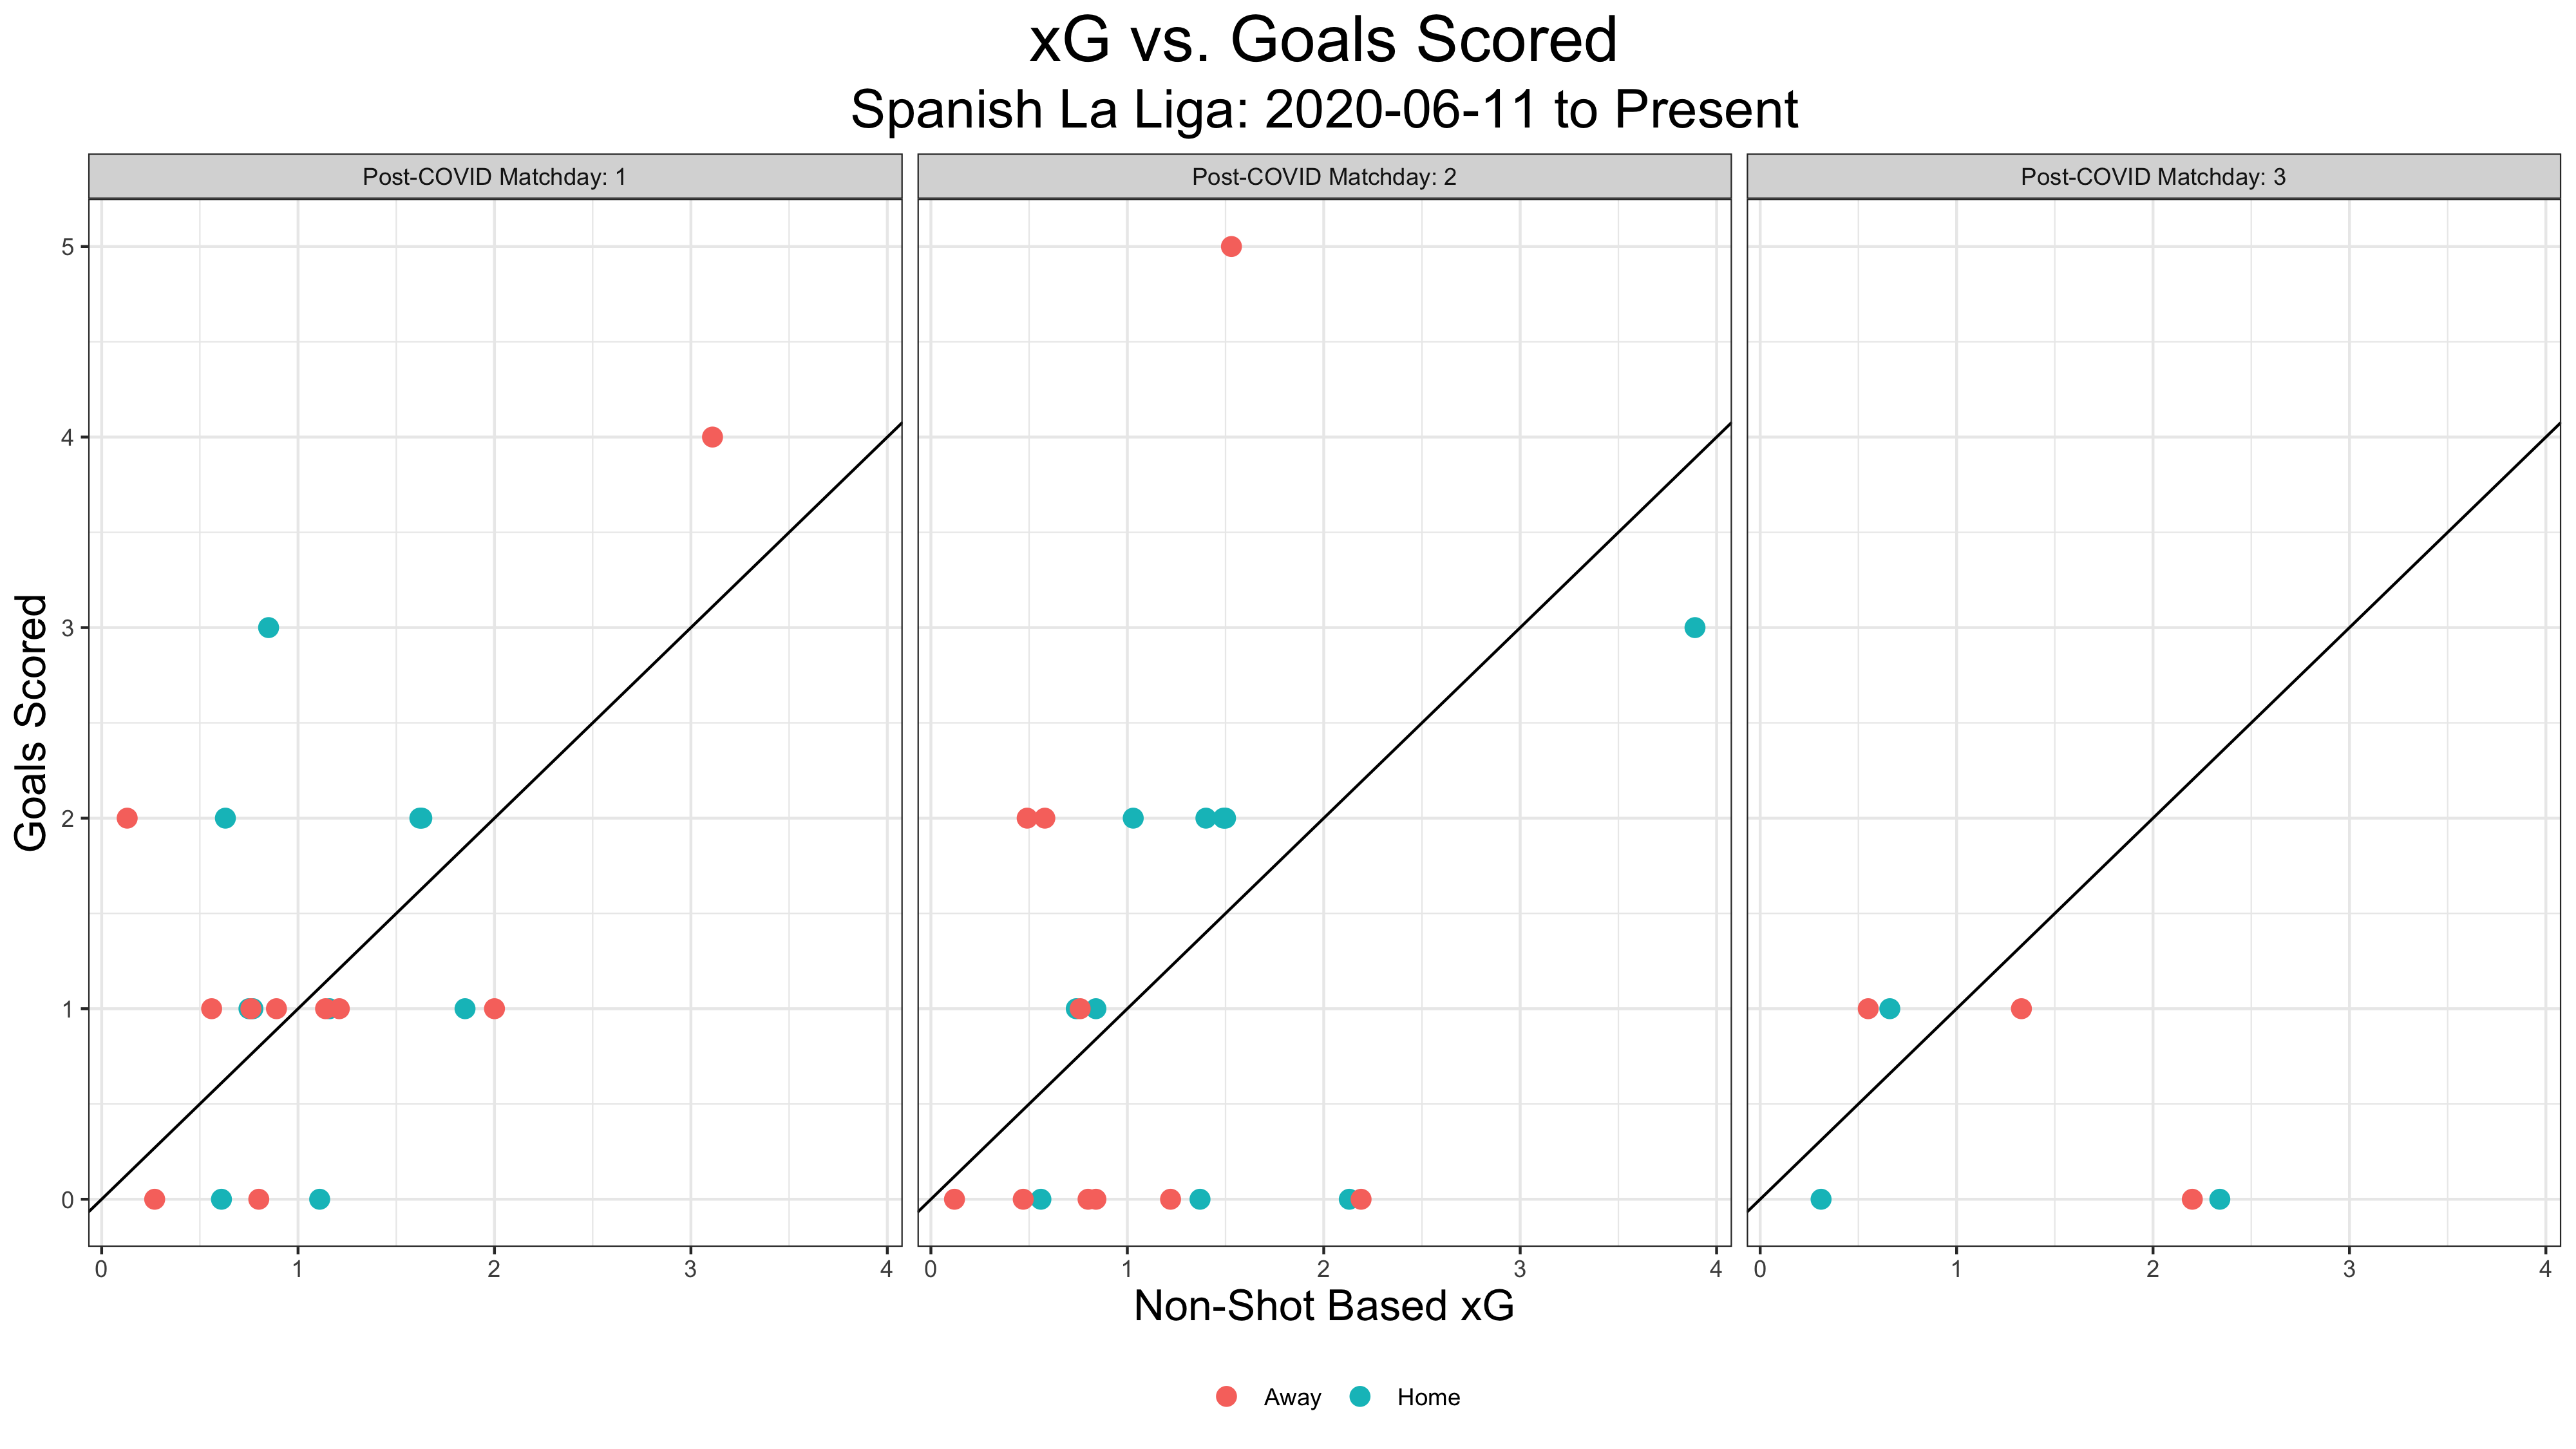 xG vs. Goals Scored
Spanish La Liga: 2020-06-11 to Present
Post-COVID Matchday: 1
Post-COVID Matchday: 2
Post-COVID Matchday: 3
Goals Scored
5
4
3
2
1
0
0 1 2 3 4
0 1 2 3 4
0 1 2 3 4
Non-Shot Based xG
Away Home